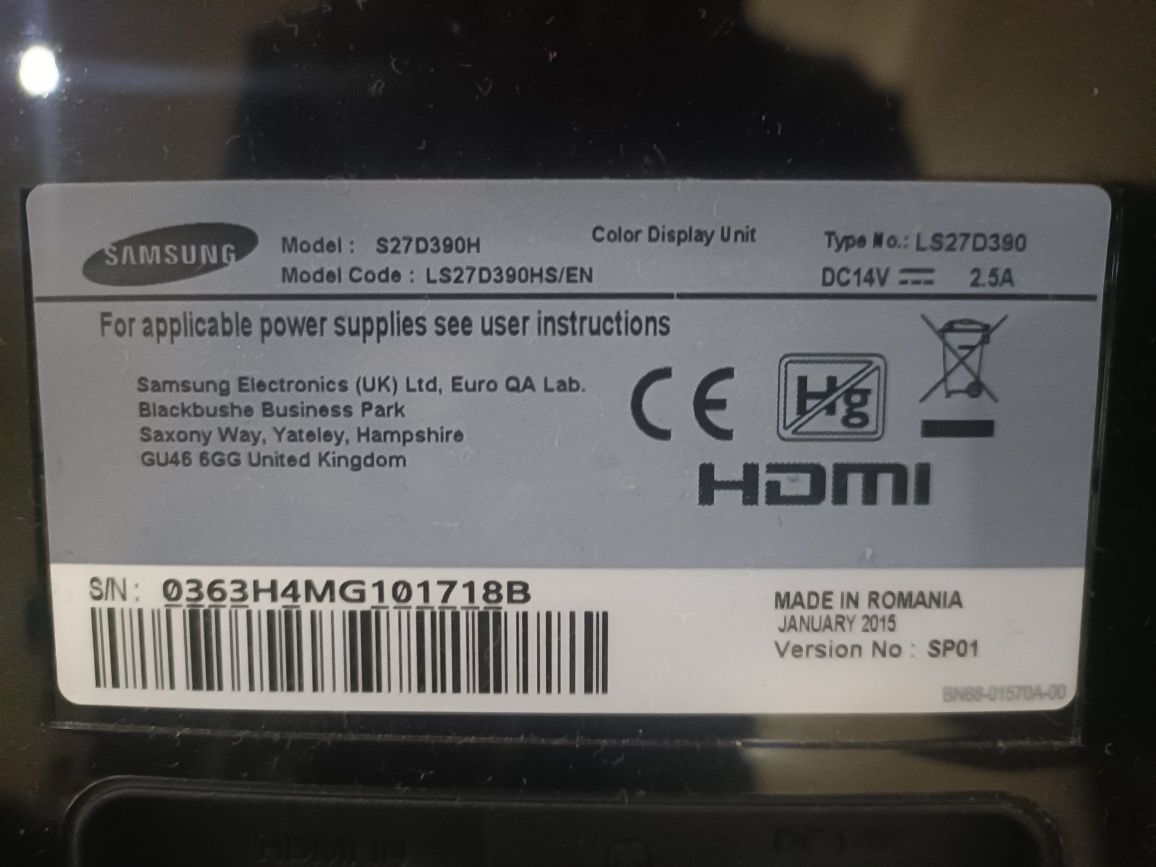 SAMSUNG
Model : S27D390H
Color Display Unit
Type No.: LS27D390
Model Code : LS27D390HS/EN
DC14V ⎓ 2.5A
For applicable power supplies see user instructions
Samsung Electronics (UK) Ltd, Euro QA Lab.
Blackbushe Business Park
Saxony Way, Yateley, Hampshire
GU46 6GG United Kingdom
CE
Hg
HDMI
S/N: 0363H4MG101718B
MADE IN ROMANIA
JANUARY 2015
Version No : SP01
BN68-01570A-00
HDMI IN